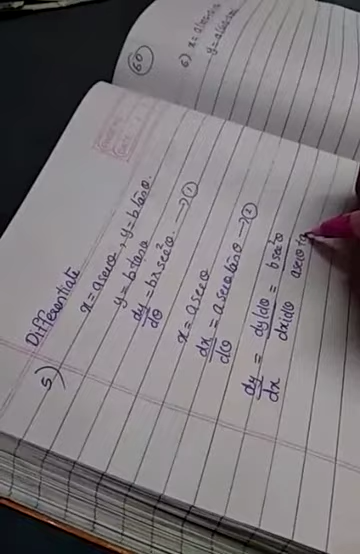 Differentiate
5) x = a secθ, y = b tanθ.
y = b tanθ
dy/dθ = b x sec²θ. → ①
x = a secθ
dx/dθ = a secθ tanθ → ②
dy/dx = dy/dθ / dx/dθ = b sec²θ / a secθ t
60
6) x = a
y = a